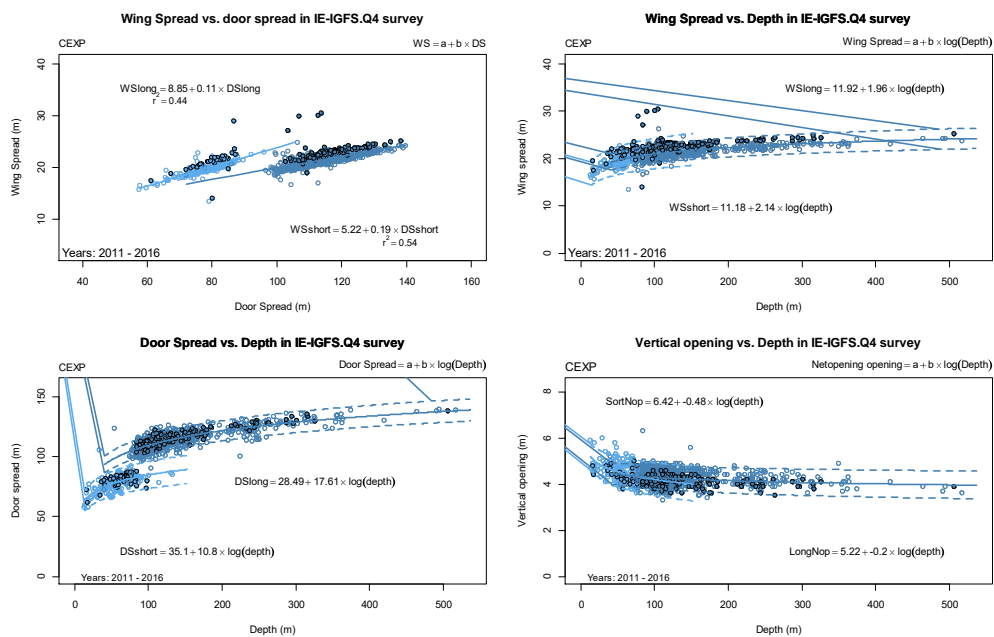 Wing Spread vs. door spread in IE-IGFS.Q4 survey
CEXP
WS = a + b × DS
WSlong = 8.85 + 0.11 × DSlong
r² = 0.44
WSshort = 5.22 + 0.19 × DSshort
r² = 0.54
Years: 2011 - 2016
Wing Spread (m)
10 20 30 40
40 60 80 100 120 140 160
Door Spread (m)
Wing Spread vs. Depth in IE-IGFS.Q4 survey
CEXP
Wing Spread = a + b × log(Depth)
WSlong = 11.92 + 1.96 × log(depth)
WSshort = 11.18 + 2.14 × log(depth)
Years: 2011 - 2016
Wing spread (m)
0 10 20 30 40
0 100 200 300 400 500
Depth (m)
Door Spread vs. Depth in IE-IGFS.Q4 survey
CEXP
Door Spread = a + b × log(Depth)
DSlong = 28.49 + 17.61 × log(depth)
DSshort = 35.1 + 10.8 × log(depth)
Years: 2011 - 2016
Door spread (m)
0 50 100 150
0 100 200 300 400 500
Depth (m)
Vertical opening vs. Depth in IE-IGFS.Q4 survey
CEXP
Netopening opening = a + b × log(Depth)
SortNop = 6.42 + -0.48 × log(depth)
LongNop = 5.22 + -0.2 × log(depth)
Years: 2011 - 2016
Vertical opening (m)
0 2 4 6 8
0 100 200 300 400 500
Depth (m)